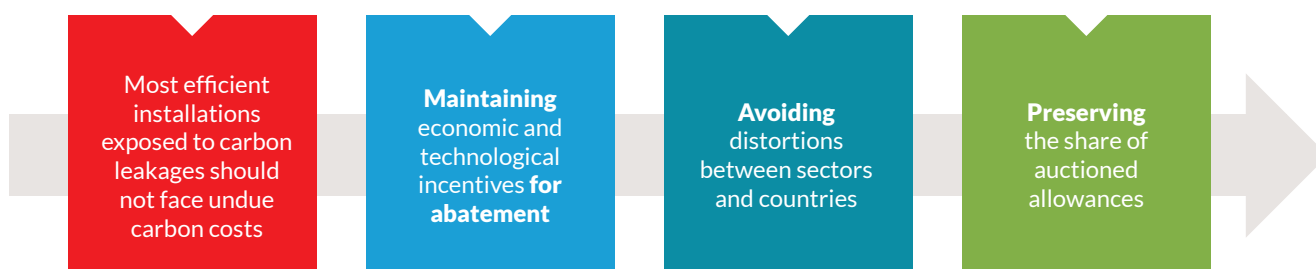 Most efficient
installations
exposed to carbon
leakages should
not face undue
carbon costs
Maintaining
economic and
technological
incentives for
abatement
Avoiding
distortions
between sectors
and countries
Preserving
the share of
auctioned
allowances